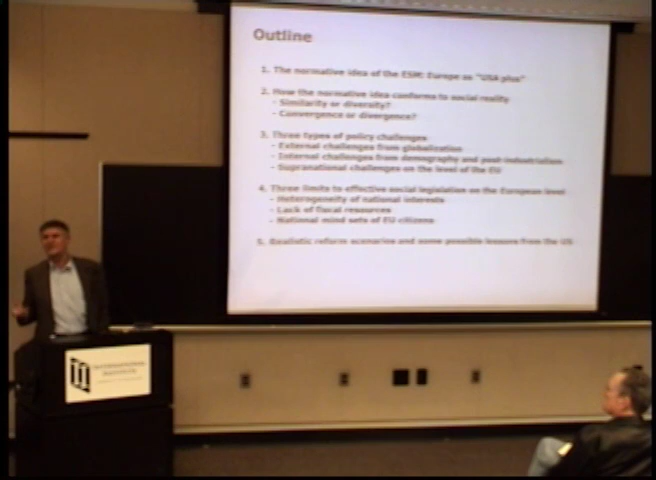 Outline
1. The normative idea of the ESM: Europe as "USA plus"
2. How the normative idea conforms to social reality
- Similarity or diversity?
- Convergence or divergence?
3. Three types of policy challenges
- External challenges from globalization
- Internal challenges from demography and post-industrialism
- Supranational challenges on the level of the EU
4. Three limits to effective social legislation on the European level
- Heterogeneity of national interests
- Lack of fiscal resources
- National mind sets of EU citizens
5. Realistic reform scenarios and some possible lessons from the US
INTERNATIONAL
INSTITUTE